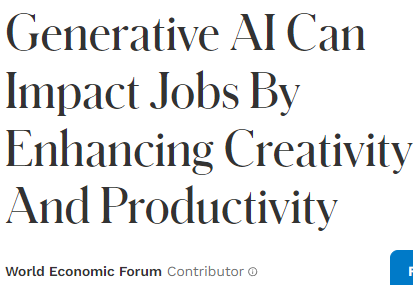 Generative AI Can
Impact Jobs By
Enhancing Creativity
And Productivity
World Economic Forum Contributor